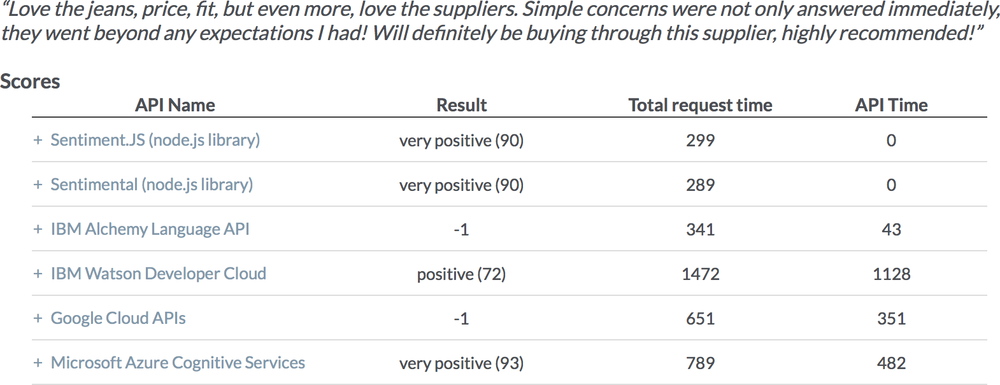 “Love the jeans, price, fit, but even more, love the suppliers. Simple concerns were not only answered immediately,
they went beyond any expectations I had! Will definitely be buying through this supplier, highly recommended!”
Scores
API Name Result Total request time API Time
+ Sentiment.JS (node.js library) very positive (90) 299 0
+ Sentimental (node.js library) very positive (90) 289 0
+ IBM Alchemy Language API -1 341 43
+ IBM Watson Developer Cloud positive (72) 1472 1128
+ Google Cloud APIs -1 651 351
+ Microsoft Azure Cognitive Services very positive (93) 789 482